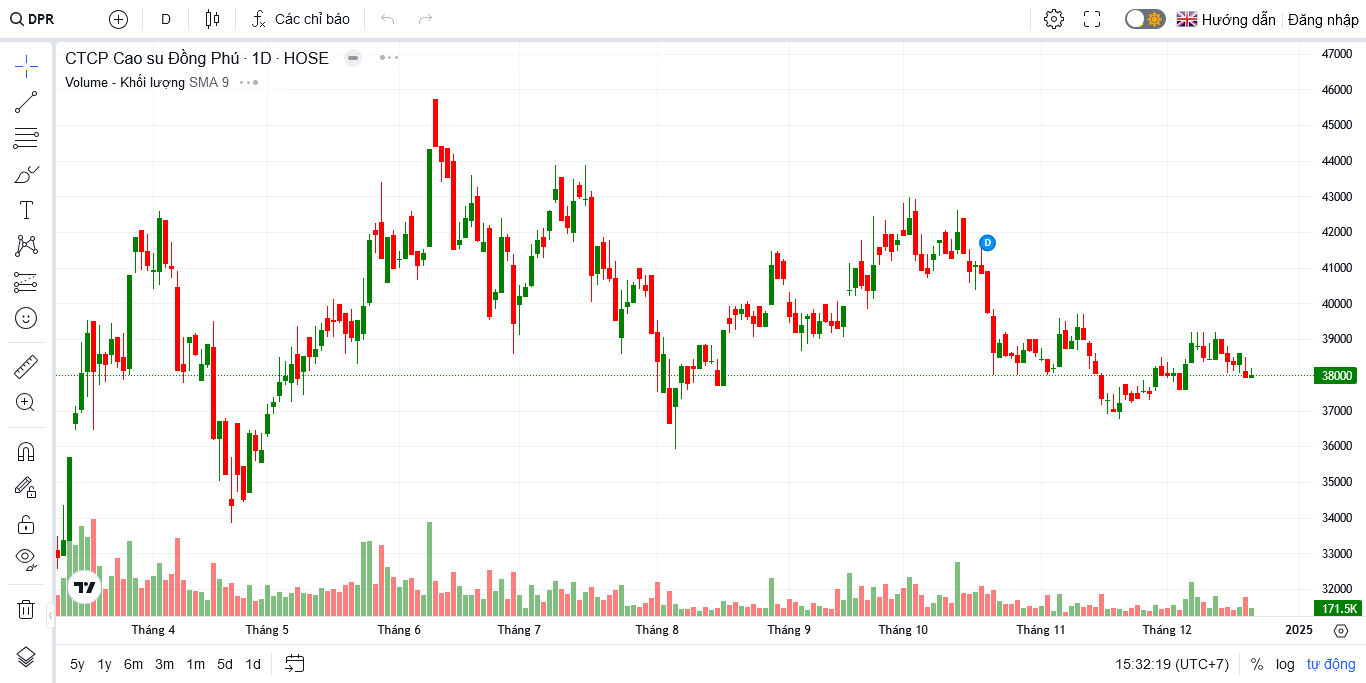 DPR D Các chỉ báo Hướng dẫn Đăng nhập
CTCP Cao su Đồng Phú · 1D · HOSE
Volume - Khối lượng SMA 9
47000
46000
45000
44000
43000
42000
41000
40000
39000
38000
37000
36000
35000
34000
33000
32000
171.5K
D
Tháng 4 Tháng 5 Tháng 6 Tháng 7 Tháng 8 Tháng 9 Tháng 10 Tháng 11 Tháng 12 2025
5y 1y 6m 3m 1m 5d 1d 15:32:19 (UTC+7) % log tự động